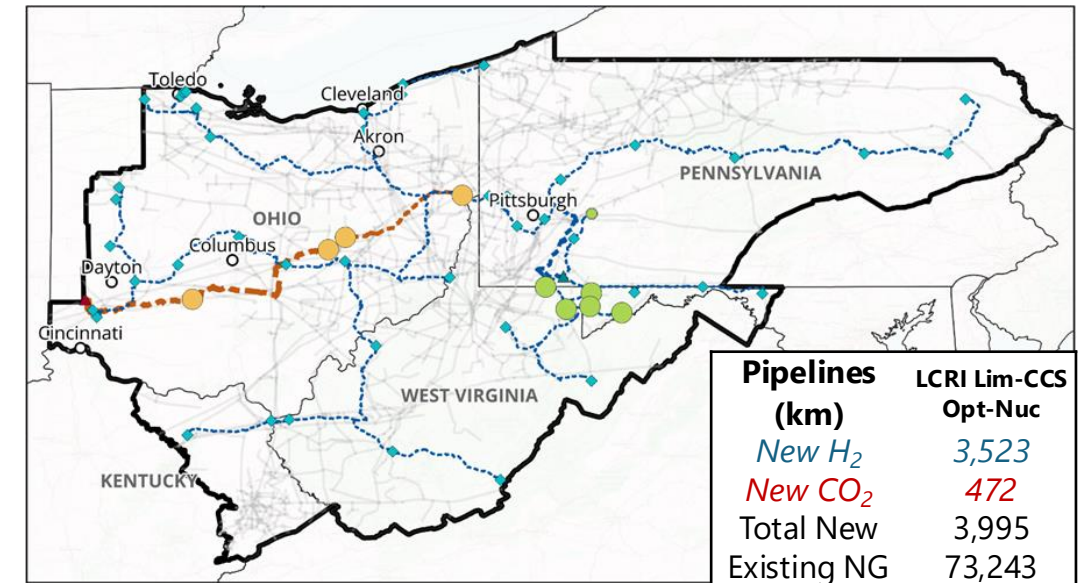 Toledo
Cleveland
Akron
PENNSYLVANIA
Pittsburgh
OHIO
Columbus
Dayton
Cincinnati
WEST VIRGINIA
KENTUCKY
Pipelines (km) LCRI Lim-CCS Opt-Nuc
New H₂ 3,523
New CO₂ 472
Total New 3,995
Existing NG 73,243